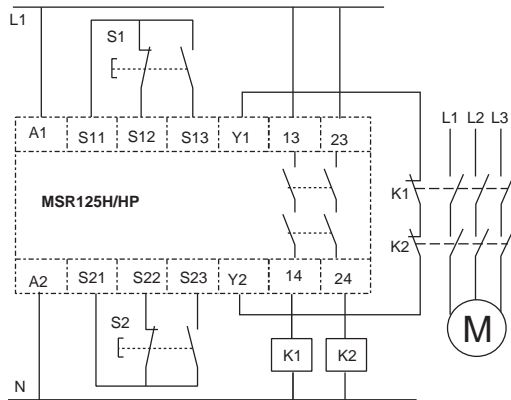 L1
S1
A1 S11 S12 S13 Y1 13 23
L1 L2 L3
MSR125H/HP
K1
K2
A2 S21 S22 S23 Y2 14 24
S2
K1 K2
M
N